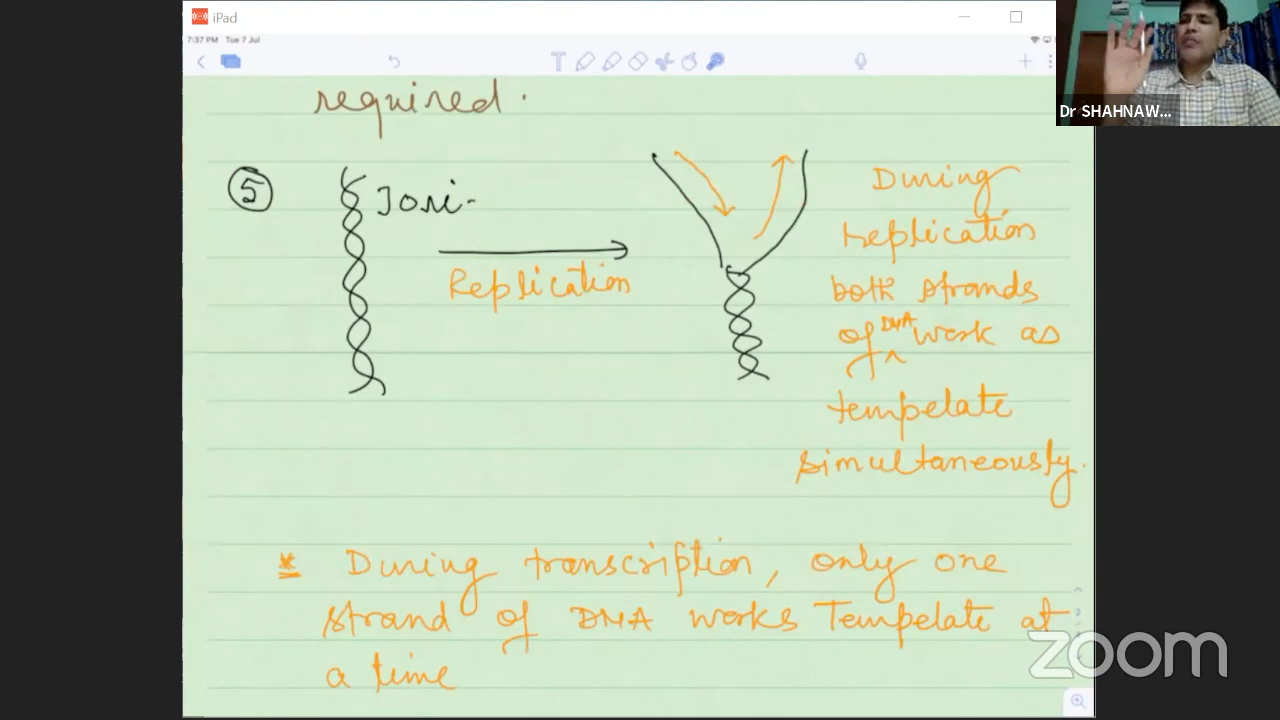 iPad
7:37 PM Tue 7 Jul
Dr SHAHNAW...
required.
5
ori-
Replication
During
replication
both strands
of DNA work as
tempelate
simultaneously.
* During transcription, only one
strand of DNA works Tempelate at
a time
zoom